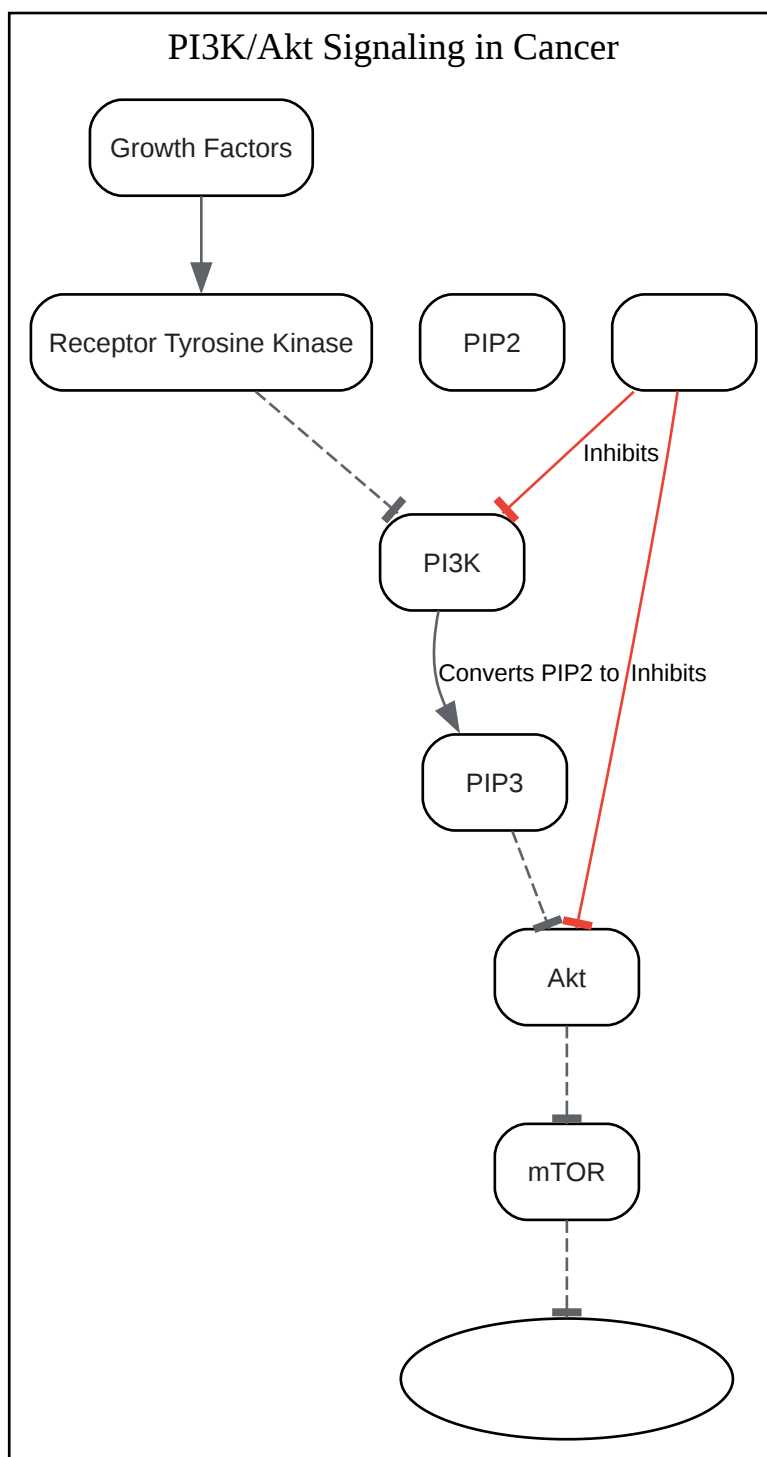 PI3K/Akt Signaling in Cancer
Growth Factors
Receptor Tyrosine Kinase
PIP2
Inhibits
PI3K
Converts PIP2 to
Inhibits
PIP3
Akt
mTOR